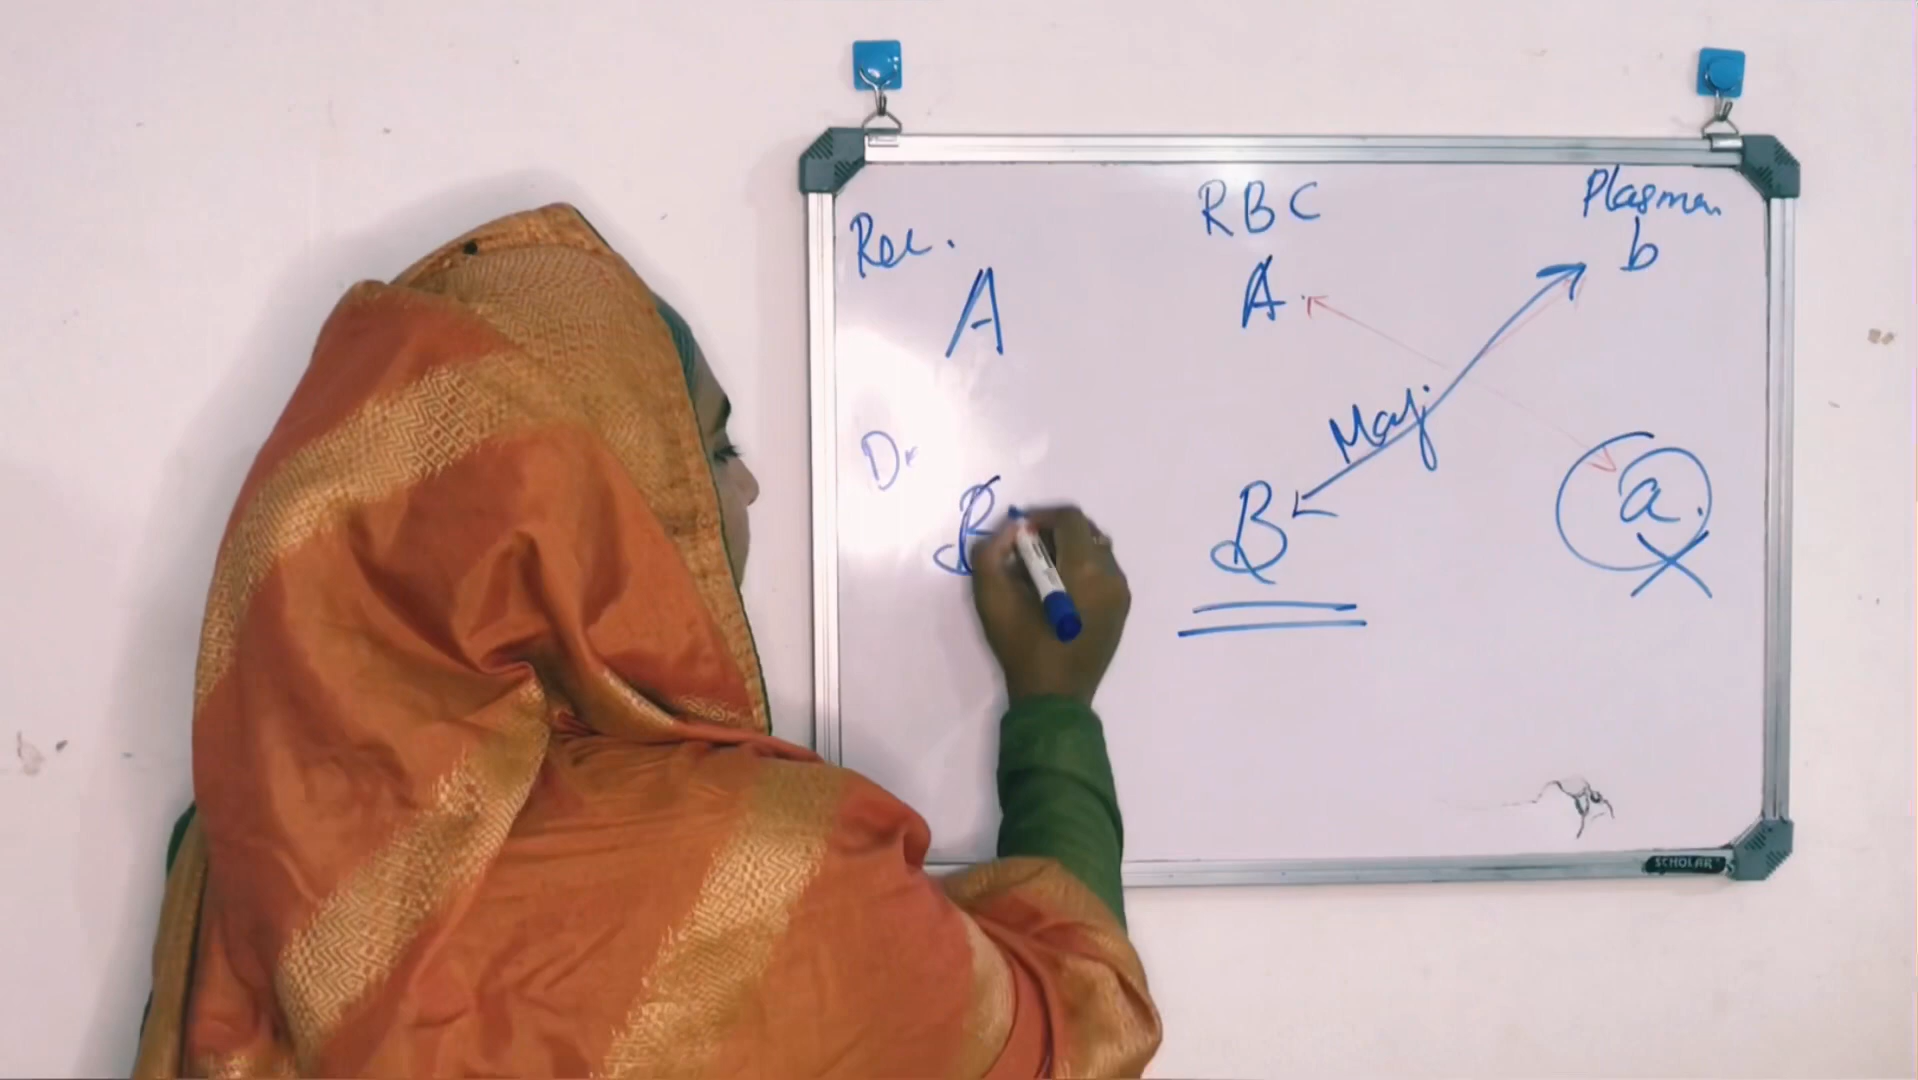 RBC Plasma
Rec. b
A A
Maj
D
B B a.
SCHOLAR